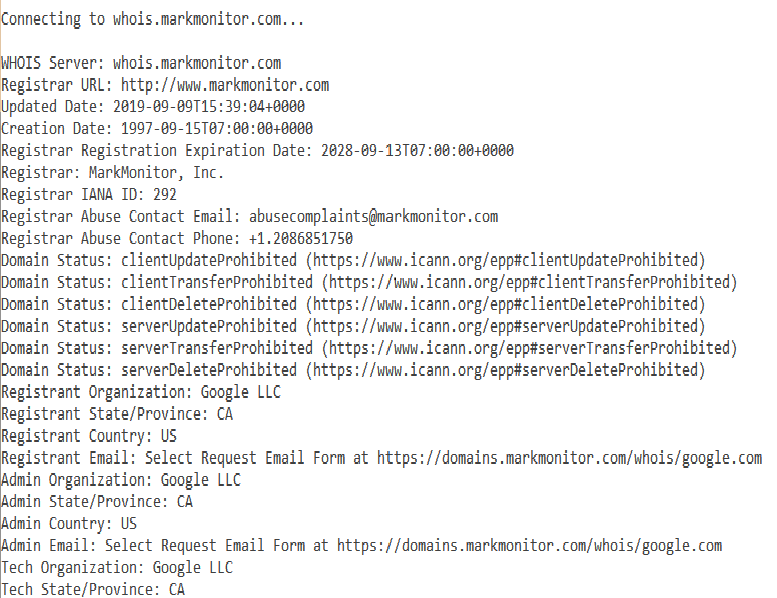 Connecting to whois.markmonitor.com...
WHOIS Server: whois.markmonitor.com
Registrar URL: http://www.markmonitor.com
Updated Date: 2019-09-09T15:39:04+0000
Creation Date: 1997-09-15T07:00:00+0000
Registrar Registration Expiration Date: 2028-09-13T07:00:00+0000
Registrar: MarkMonitor, Inc.
Registrar IANA ID: 292
Registrar Abuse Contact Email: abusecomplaints@markmonitor.com
Registrar Abuse Contact Phone: +1.2086851750
Domain Status: clientUpdateProhibited (https://www.icann.org/epp#clientUpdateProhibited)
Domain Status: clientTransferProhibited (https://www.icann.org/epp#clientTransferProhibited)
Domain Status: clientDeleteProhibited (https://www.icann.org/epp#clientDeleteProhibited)
Domain Status: serverUpdateProhibited (https://www.icann.org/epp#serverUpdateProhibited)
Domain Status: serverTransferProhibited (https://www.icann.org/epp#serverTransferProhibited)
Domain Status: serverDeleteProhibited (https://www.icann.org/epp#serverDeleteProhibited)
Registrant Organization: Google LLC
Registrant State/Province: CA
Registrant Country: US
Registrant Email: Select Request Email Form at https://domains.markmonitor.com/whois/google.com
Admin Organization: Google LLC
Admin State/Province: CA
Admin Country: US
Admin Email: Select Request Email Form at https://domains.markmonitor.com/whois/google.com
Tech Organization: Google LLC
Tech State/Province: CA